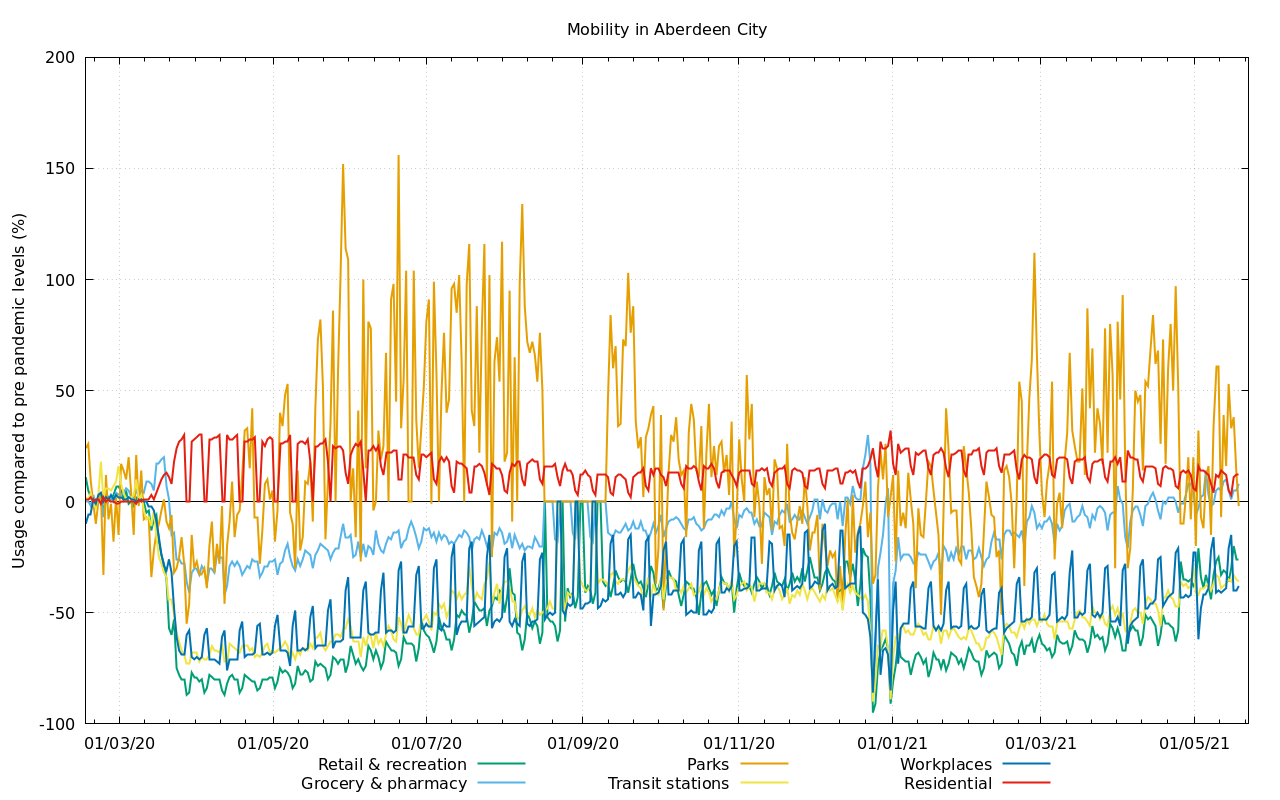 Mobility in Aberdeen City
Usage compared to pre pandemic levels (%)
200
150
100
50
0
-50
-100
01/03/20 01/05/20 01/07/20 01/09/20 01/11/20 01/01/21 01/03/21 01/05/21
Retail & recreation Parks Workplaces
Grocery & pharmacy Transit stations Residential